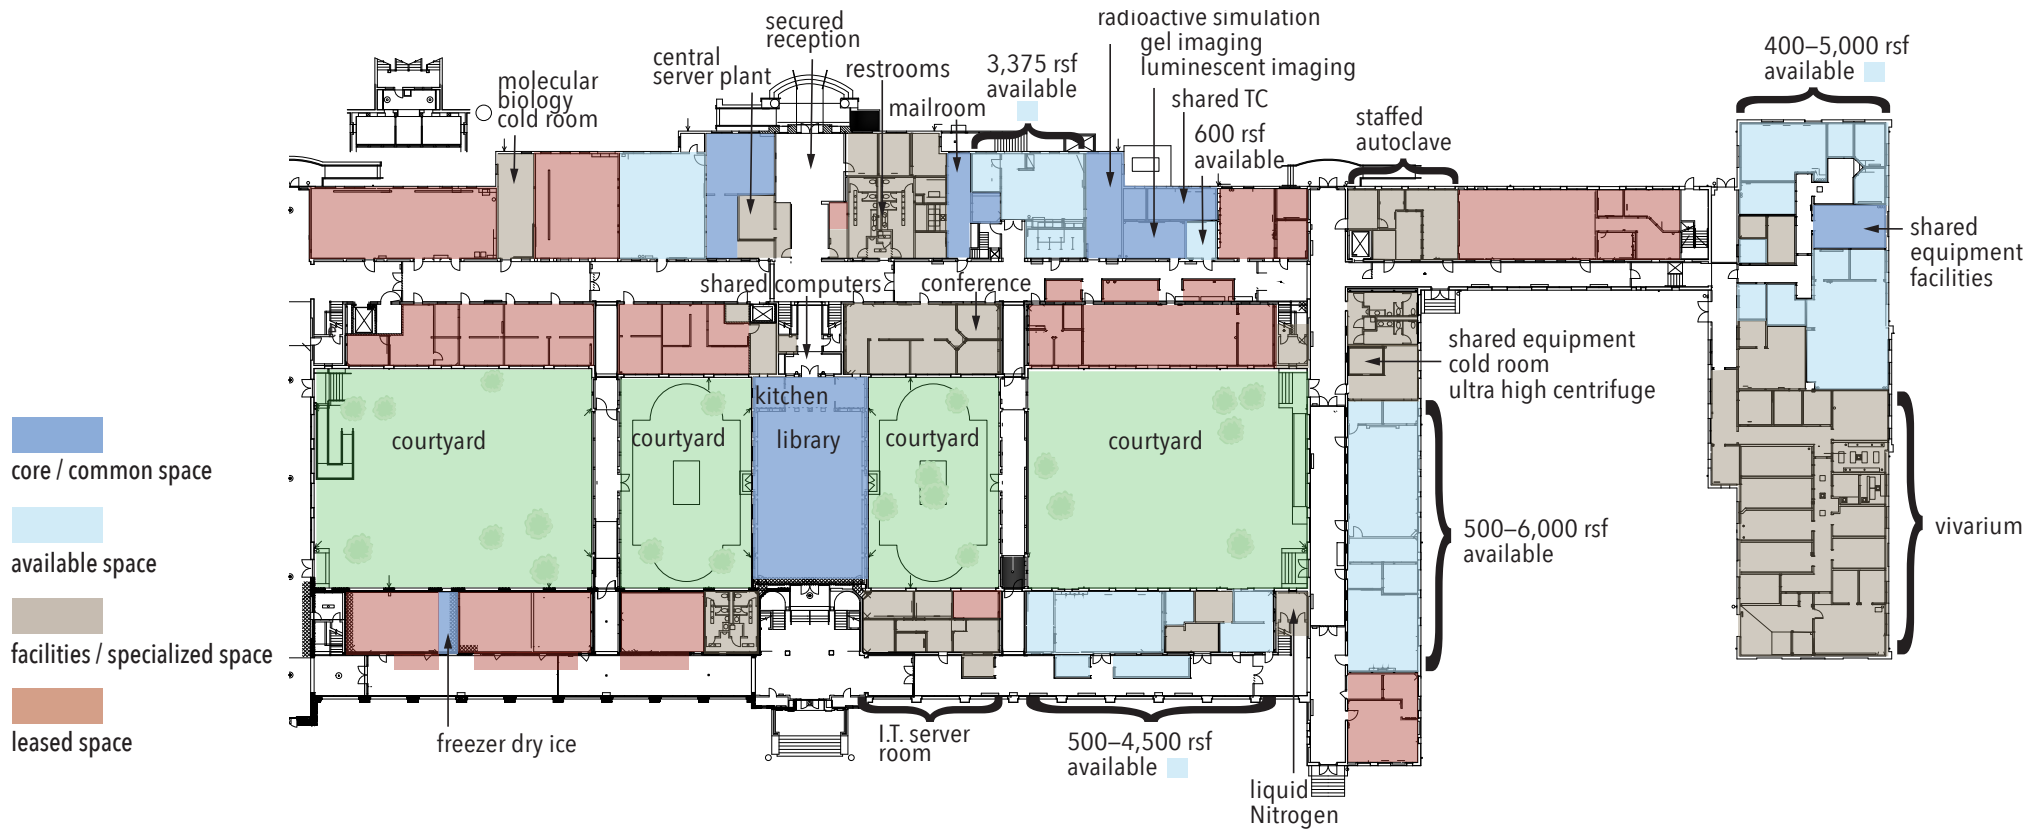 secured
reception
central
server plant
restrooms
molecular
biology
cold room
mailroom
3,375 rsf
available
radioactive simulation
gel imaging
luminescent imaging
shared TC
600 rsf
available
staffed
autoclave
400–5,000 rsf
available
shared
equipment
facilities
shared computers
conference
shared equipment
cold room
ultra high centrifuge
kitchen
library
courtyard
courtyard
courtyard
courtyard
core / common space
available space
facilities / specialized space
leased space
500–6,000 rsf
available
vivarium
freezer dry ice
I.T. server
room
500–4,500 rsf
available
liquid
Nitrogen